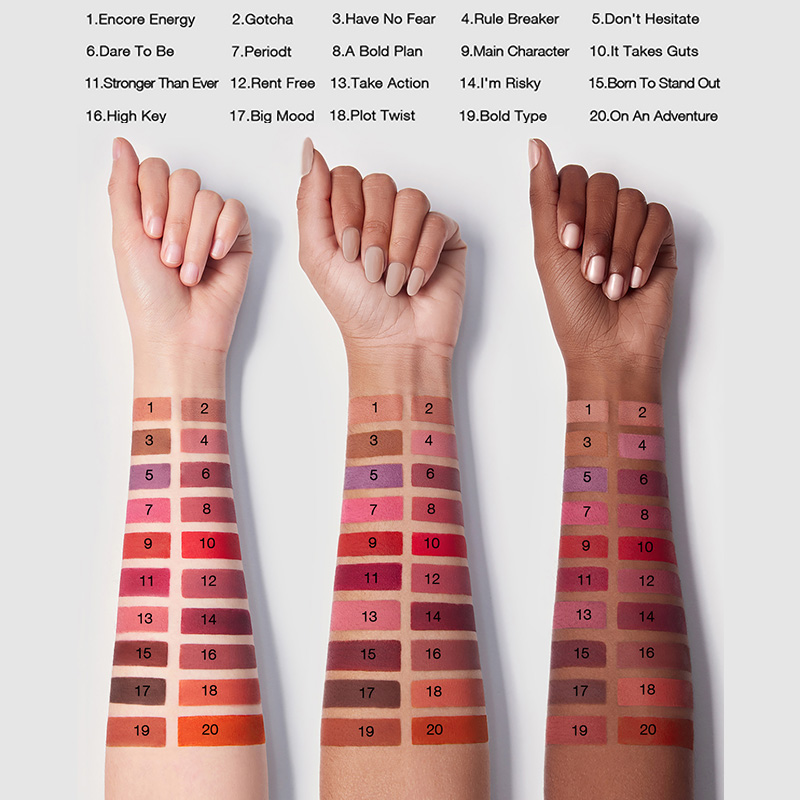 1.Encore Energy 2.Gotcha 3.Have No Fear 4.Rule Breaker 5.Don't Hesitate
6.Dare To Be 7.Periodt 8.A Bold Plan 9.Main Character 10.It Takes Guts
11.Stronger Than Ever 12.Rent Free 13.Take Action 14.I'm Risky 15.Born To Stand Out
16.High Key 17.Big Mood 18.Plot Twist 19.Bold Type 20.On An Adventure
1 2 1 2 1 2
3 4 3 4 3 4
5 6 5 6 5 6
7 8 7 8 7 8
9 10 9 10 9 10
11 12 11 12 11 12
13 14 13 14 13 14
15 16 15 16 15 16
17 18 17 18 17 18
19 20 19 20 19 20